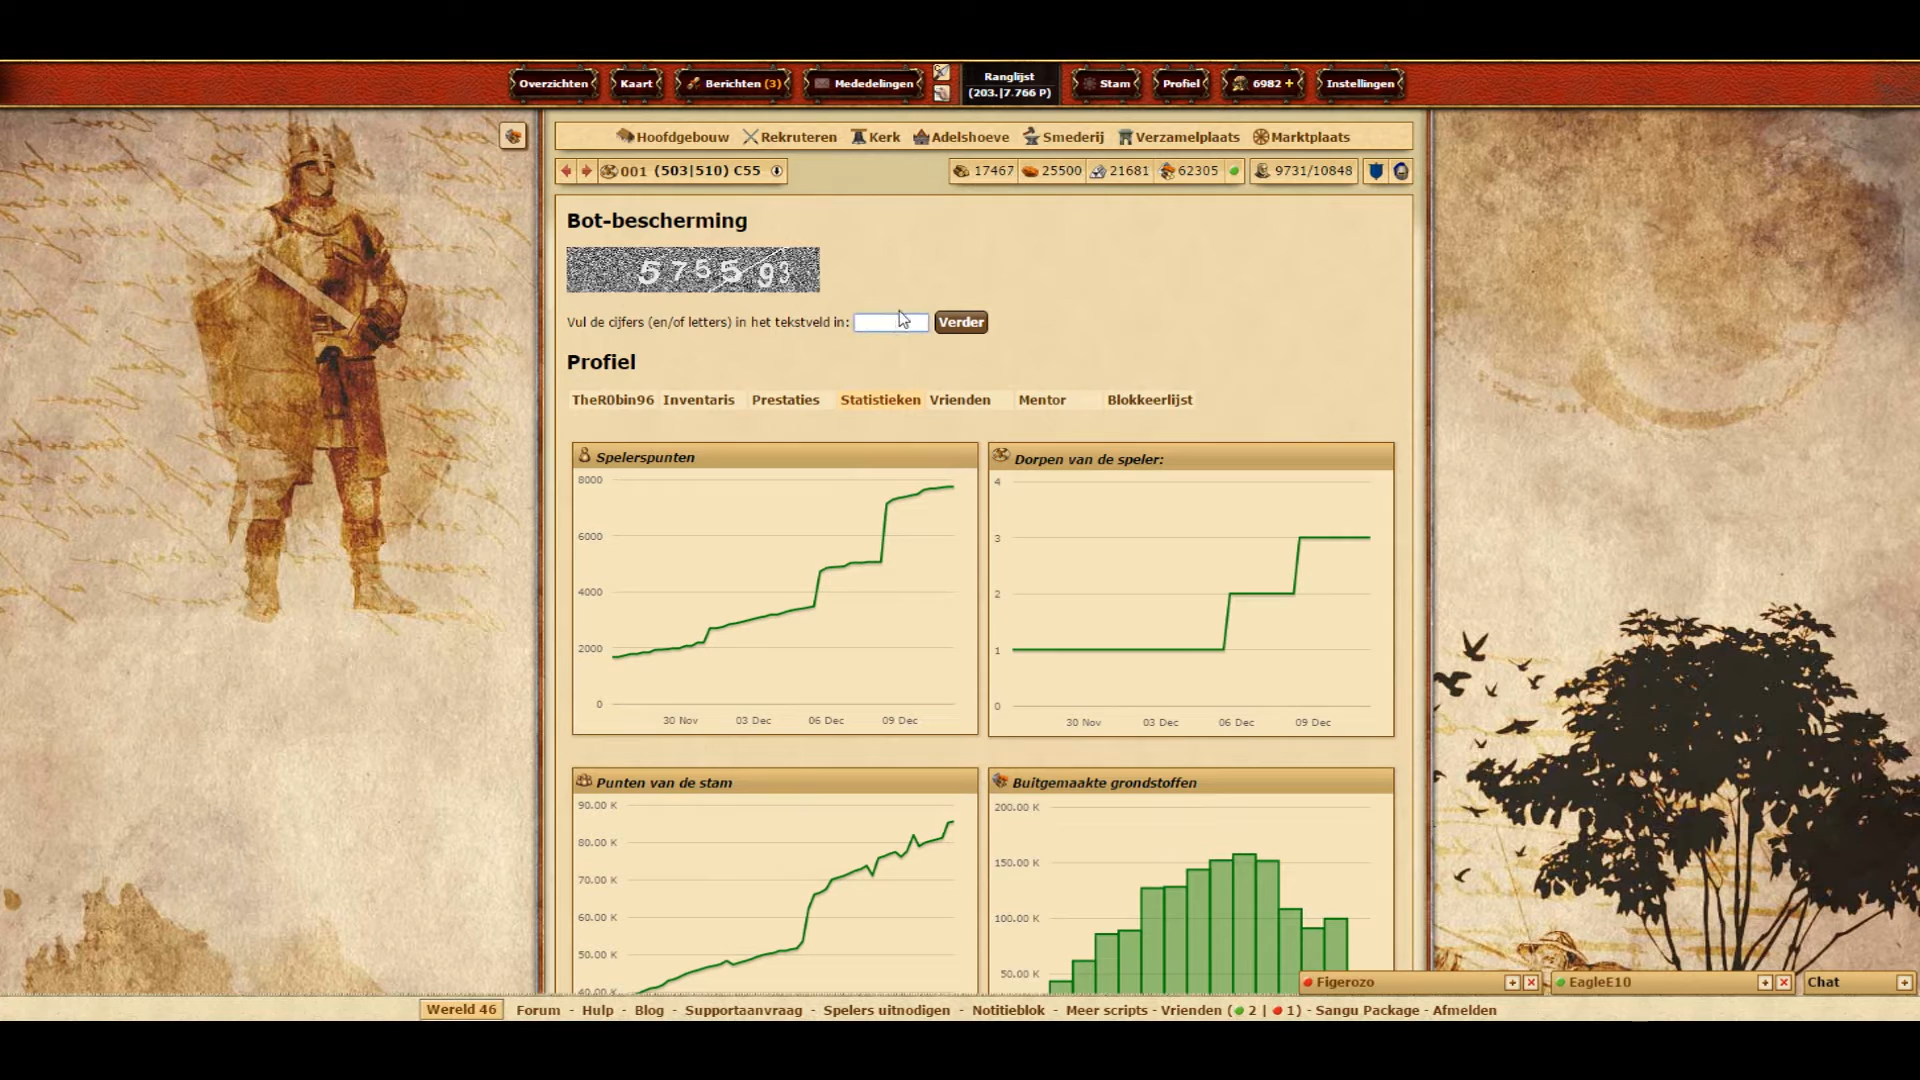 Overzichten Kaart Berichten (3) Mededelingen Ranglijst (203.|7.766 P) Stam Profiel 6982 + Instellingen
Hoofdgebouw Rekruteren Kerk Adelshoeve Smederij Verzamelplaats Marktplaats
001 (503|510) C55 17467 25500 21681 62305 9731/10848
Bot-bescherming
575593
Vul de cijfers (en/of letters) in het tekstveld in: Verder
Profiel
TheR0bin96 Inventaris Prestaties Statistieken Vrienden Mentor Blokkeerlijst
Spelerspunten
8000
6000
4000
2000
0
30 Nov 03 Dec 06 Dec 09 Dec
Dorpen van de speler:
4
3
2
1
0
30 Nov 03 Dec 06 Dec 09 Dec
Punten van de stam
90.00 K
80.00 K
70.00 K
60.00 K
50.00 K
40.00 K
Buitgemaakte grondstoffen
200.00 K
150.00 K
100.00 K
50.00 K
Figerozo + x EagleE10 + x Chat +
Wereld 46 Forum - Hulp - Blog - Supportaanvraag - Spelers uitnodigen - Notitieblok - Meer scripts - Vrienden (2 | 1) - Sangu Package - Afmelden